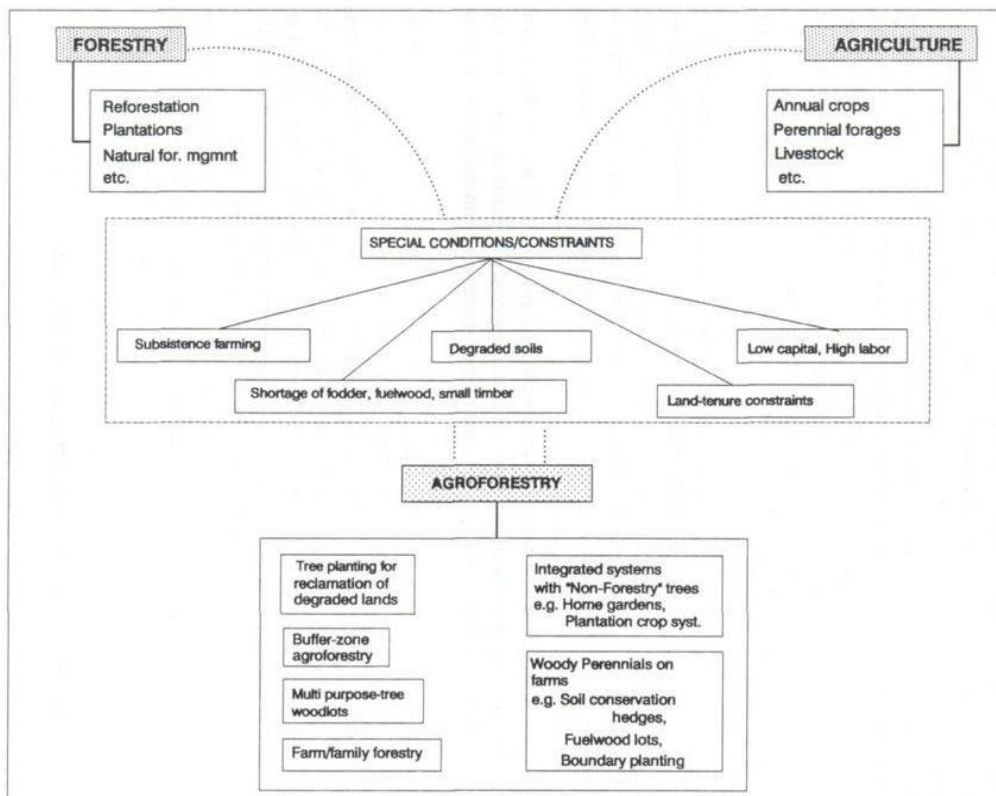 FORESTRY
Reforestation
Plantations
Natural for. mgmnt
etc.
AGRICULTURE
Annual crops
Perennial forages
Livestock
etc.
SPECIAL CONDITIONS/CONSTRAINTS
Subsistence farming
Degraded soils
Low capital, High labor
Shortage of fodder, fuelwood, small timber
Land-tenure constraints
AGROFORESTRY
Tree planting for
reclamation of
degraded lands
Buffer-zone
agroforestry
Multi purpose-tree
woodlots
Farm/family forestry
Integrated systems
with "Non-Forestry" trees
e.g. Home gardens,
Plantation crop syst.
Woody Perennials on
farms
e.g. Soil conservation
hedges,
Fuelwood lots,
Boundary planting